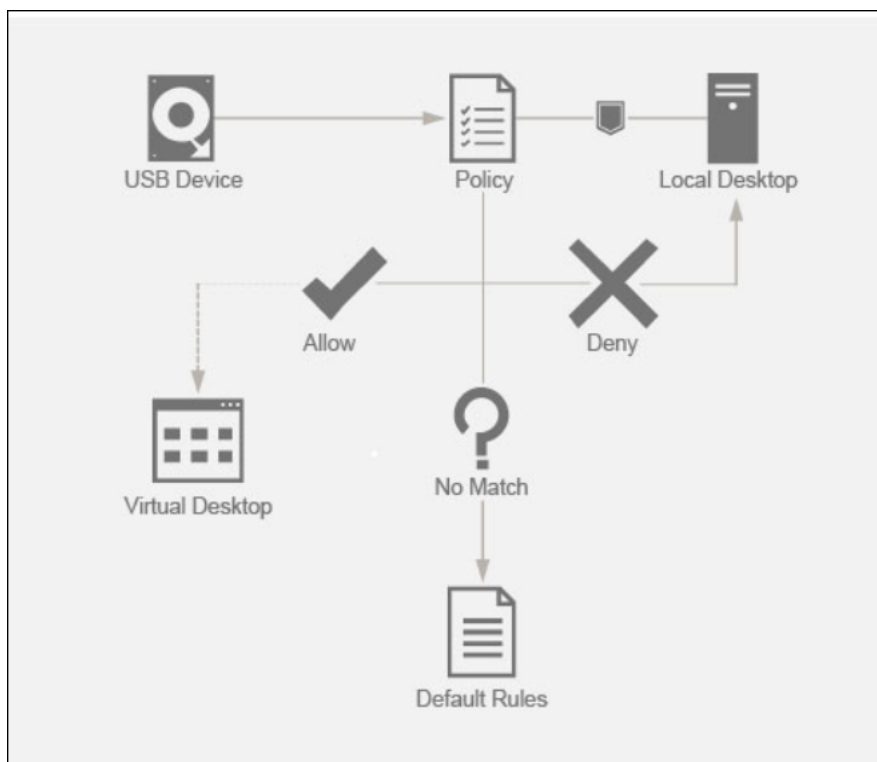 USB Device
Policy
Local Desktop
Allow
Deny
No Match
Virtual Desktop
Default Rules